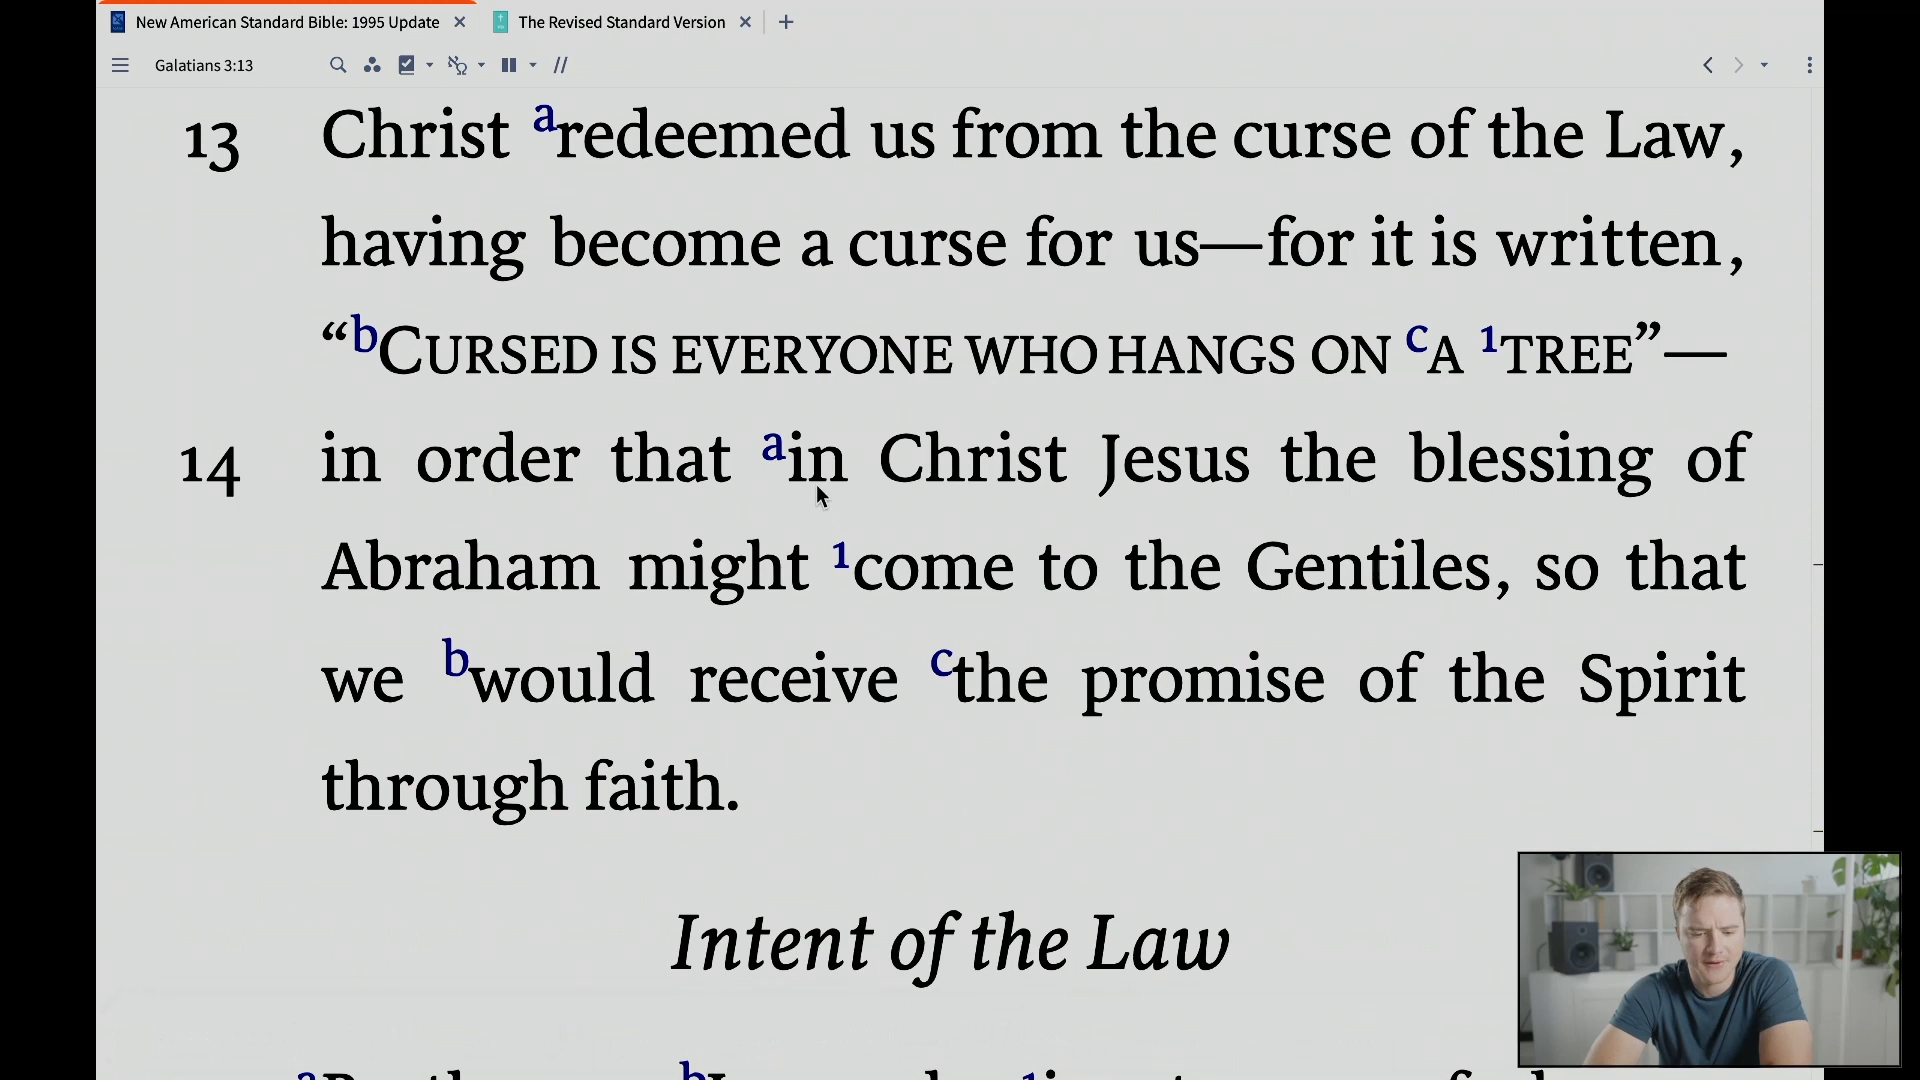 New American Standard Bible: 1995 Update The Revised Standard Version
Galatians 3:13
13 Christ aredeemed us from the curse of the Law,
having become a curse for us—for it is written,
“bCURSED IS EVERYONE WHO HANGS ON cA 1TREE”—
14 in order that ain Christ Jesus the blessing of
Abraham might 1come to the Gentiles, so that
we bwould receive cthe promise of the Spirit
through faith.
Intent of the Law